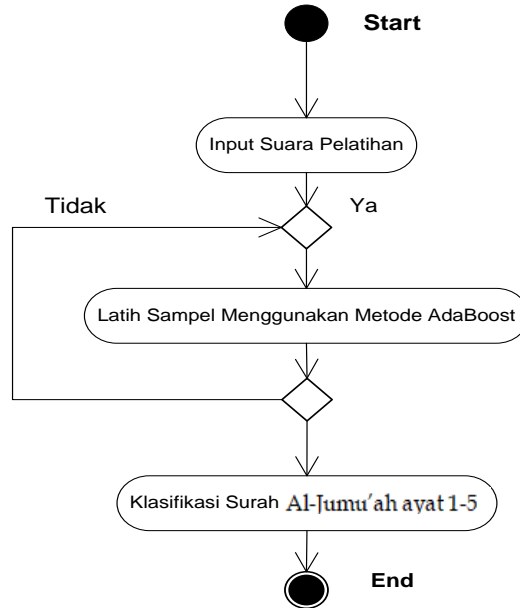 Start
Input Suara Pelatihan
Tidak
Ya
Latih Sampel Menggunakan Metode AdaBoost
Klasifikasi Surah Al-Jumu'ah ayat 1-5
End